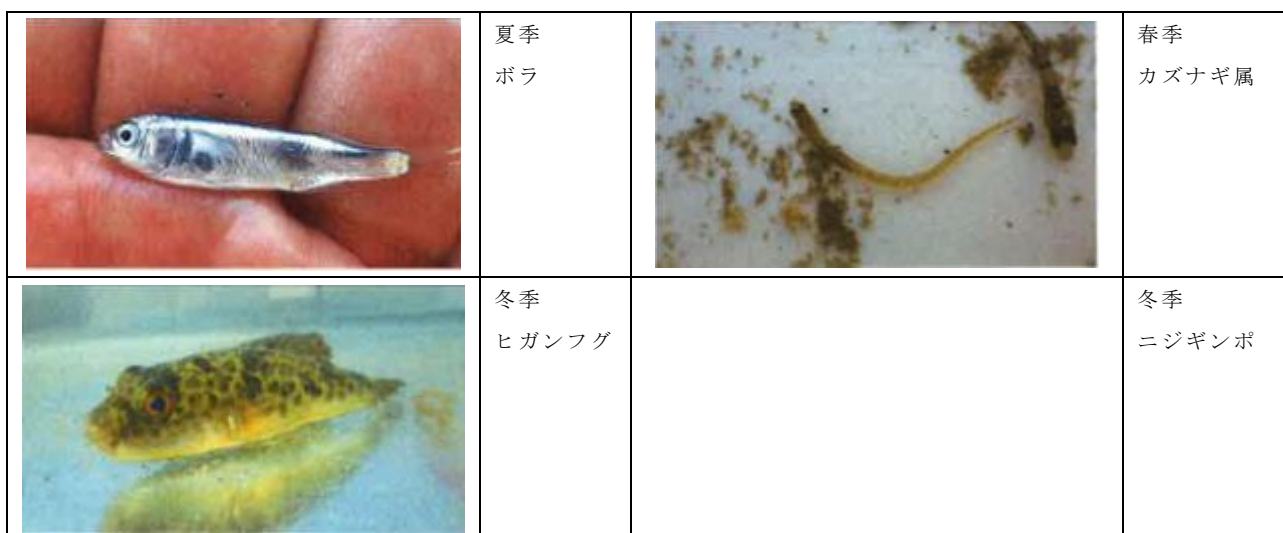 夏季
ボラ
春季
カズナギ属
冬季
ヒガンフグ
冬季
ニジギンポ